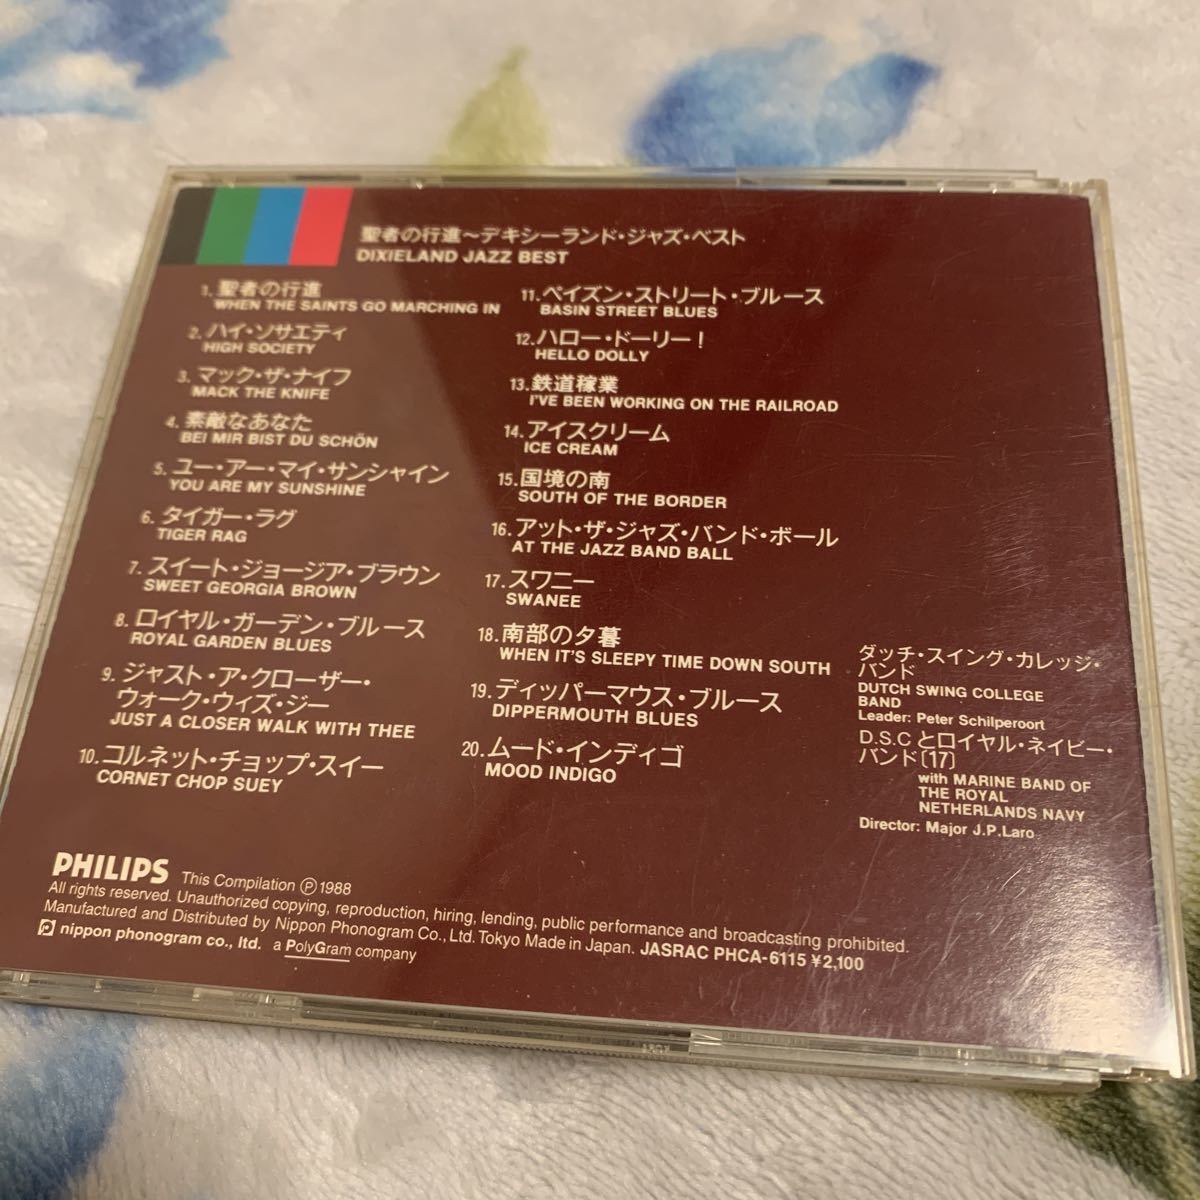 聖者の行進〜デキシーランド・ジャズ・ベスト
DIXIELAND JAZZ BEST
1. 聖者の行進
WHEN THE SAINTS GO MARCHING IN
2. ハイ・ソサエティ
HIGH SOCIETY
3. マック・ザ・ナイフ
MACK THE KNIFE
4. 素敵なあなた
BEI MIR BIST DU SCHÖN
5. ユー・アー・マイ・サンシャイン
YOU ARE MY SUNSHINE
6. タイガー・ラグ
TIGER RAG
7. スイート・ジョージア・ブラウン
SWEET GEORGIA BROWN
8. ロイヤル・ガーデン・ブルース
ROYAL GARDEN BLUES
9. ジャスト・ア・クローザー・
ウォーク・ウィズ・ジー
JUST A CLOSER WALK WITH THEE
10. コルネット・チョップ・スイー
CORNET CHOP SUEY
11. ベイズン・ストリート・ブルース
BASIN STREET BLUES
12. ハロー・ドーリー!
HELLO DOLLY
13. 鉄道稼業
I'VE BEEN WORKING ON THE RAILROAD
14. アイスクリーム
ICE CREAM
15. 国境の南
SOUTH OF THE BORDER
16. アット・ザ・ジャズ・バンド・ボール
AT THE JAZZ BAND BALL
17. スワニー
SWANEE
18. 南部の夕暮
WHEN IT'S SLEEPY TIME DOWN SOUTH
19. ディッパーマウス・ブルース
DIPPERMOUTH BLUES
20. ムード・インディゴ
MOOD INDIGO
ダッチ・スイング・カレッジ・
バンド
DUTCH SWING COLLEGE
BAND
Leader: Peter Schilperoort
D.S.C.とロイヤル・ネイビー・
バンド[17]
with MARINE BAND OF
THE ROYAL
NETHERLANDS NAVY
Director: Major J.P.Laro
PHILIPS This Compilation ℗1988
All rights reserved. Unauthorized copying, reproduction, hiring, lending, public performance and broadcasting prohibited.
Manufactured and Distributed by Nippon Phonogram Co., Ltd. Tokyo Made in Japan. JASRAC PHCA-6115 ¥2,100
nippon phonogram co., ltd. a PolyGram company